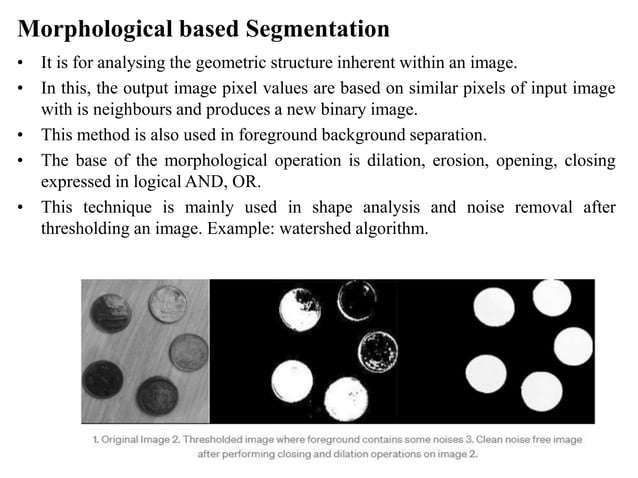 Morphological based Segmentation
• It is for analysing the geometric structure inherent within an image.
• In this, the output image pixel values are based on similar pixels of input image
with is neighbours and produces a new binary image.
• This method is also used in foreground background separation.
• The base of the morphological operation is dilation, erosion, opening, closing
expressed in logical AND, OR.
• This technique is mainly used in shape analysis and noise removal after
thresholding an image. Example: watershed algorithm.
1. Original Image 2. Thresholded image where foreground contains some noises 3. Clean noise free image
after performing closing and dilation operations on image 2.